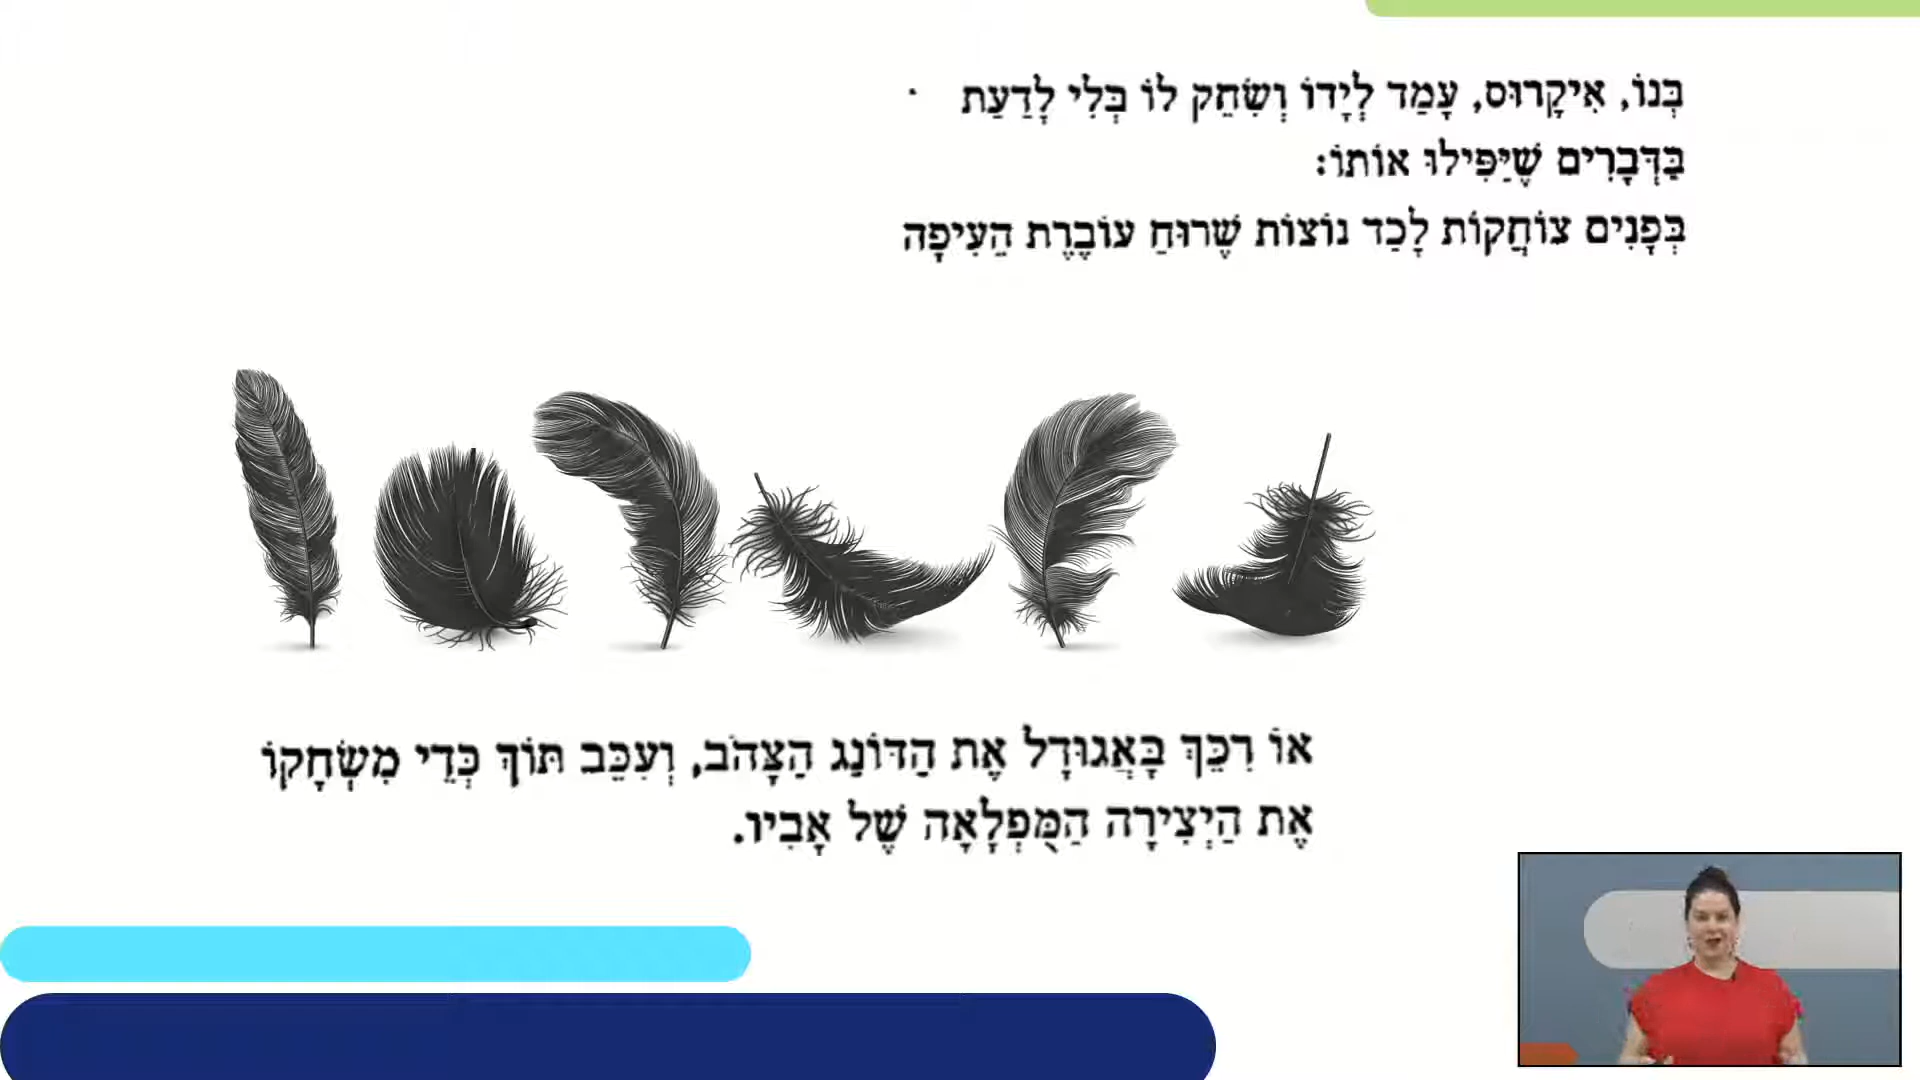 בְּנוֹ, אִיקָרוּס, עָמַד לְיָדוֹ וְשִׂחֵק לוֹ בְּלִי לָדַעַת
בַּדְּבָרִים שֶׁיַּפִּילוּ אוֹתוֹ:
בְּפָנִים צוֹחֲקוֹת לָכַד נוֹצוֹת שֶׁרוּחַ עוֹבֶרֶת הֵעִיפָה
אוֹ רִכֵּךְ בָּאֲגוּדָל אֶת הַדּוֹנַג הַצָּהֹב, וְעִכֵּב תּוֹךְ כְּדֵי מִשְׂחָקוֹ
אֶת הַיְצִירָה הַמֻּפְלָאָה שֶׁל אָבִיו.